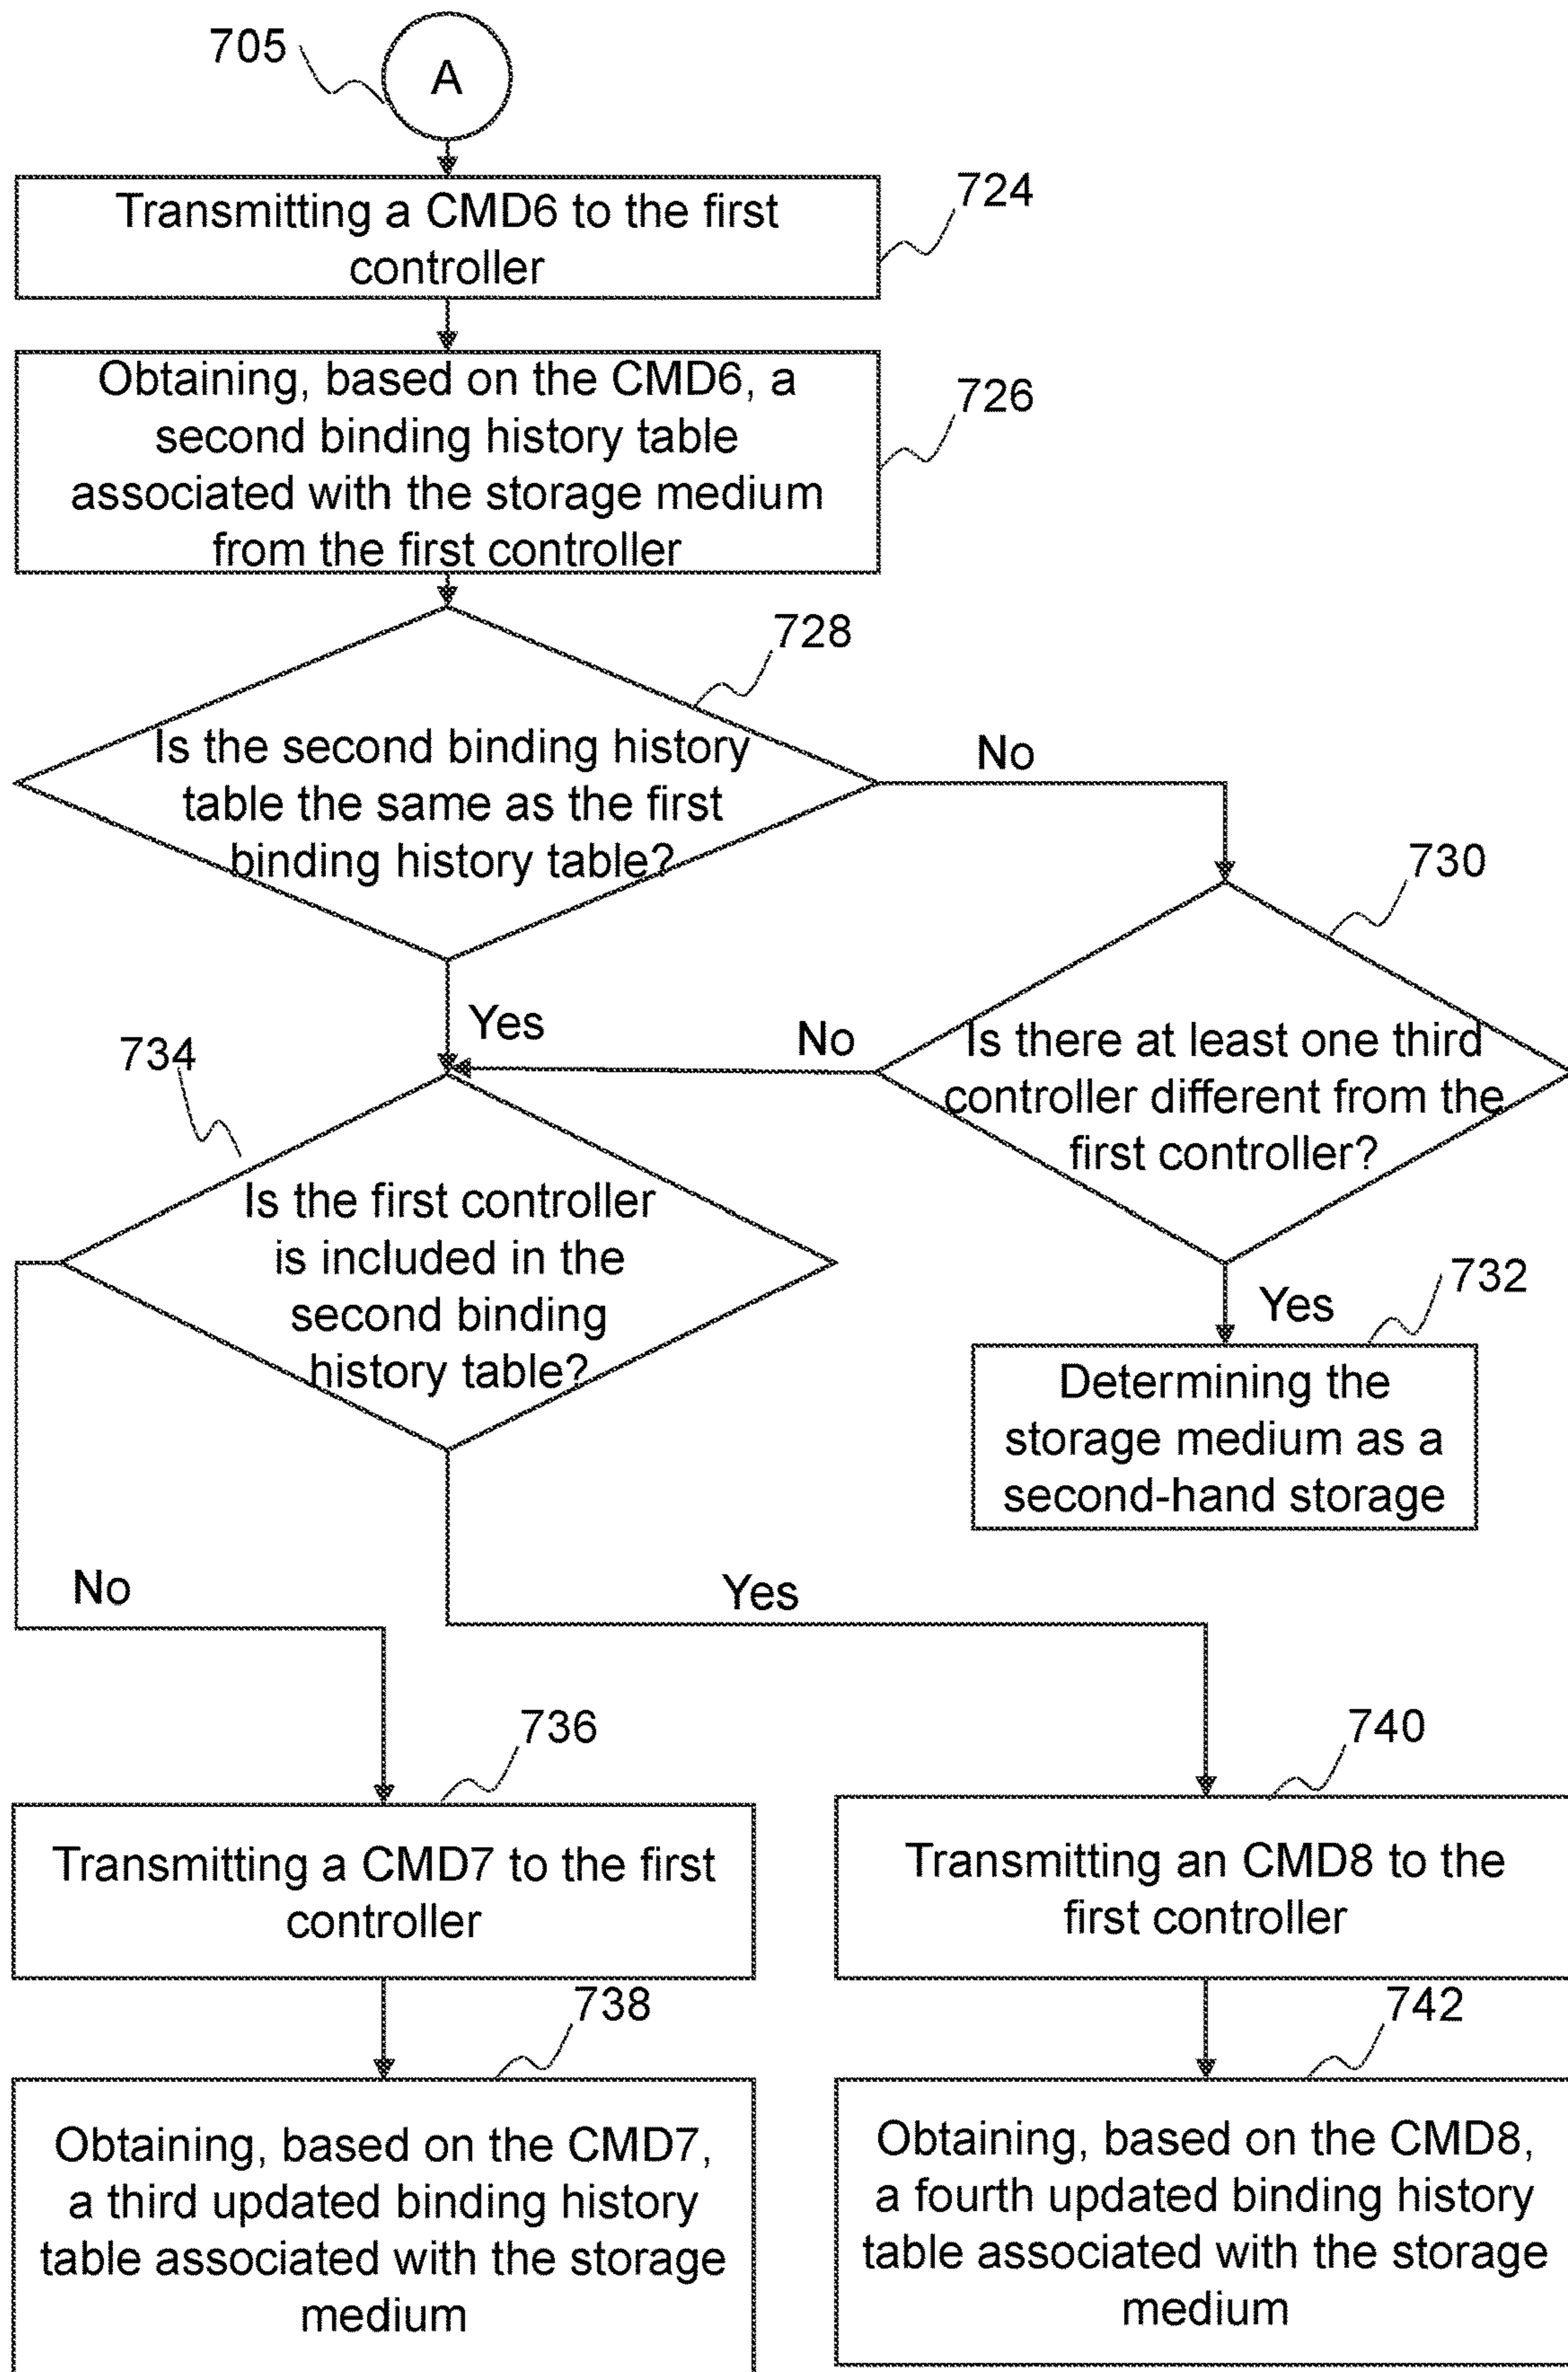 705
A
Transmitting a CMD6 to the first
controller
724
Obtaining, based on the CMD6, a
second binding history table
associated with the storage medium
from the first controller
726
728
Is the second binding history
table the same as the first
binding history table?
No
730
Yes
No
Is there at least one third
controller different from the
first controller?
734
Is the first controller
is included in the
second binding
history table?
Yes
732
Determining the
storage medium as a
second-hand storage
No
Yes
736
740
Transmitting a CMD7 to the first
controller
Transmitting an CMD8 to the
first controller
738
742
Obtaining, based on the CMD7,
a third updated binding history
table associated with the storage
medium
Obtaining, based on the CMD8,
a fourth updated binding history
table associated with the storage
medium